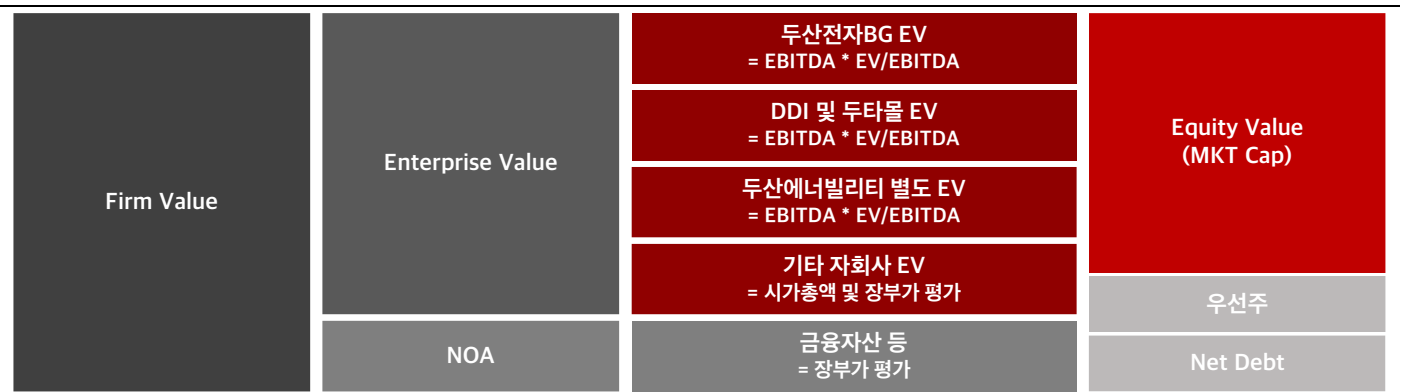 Firm Value
Enterprise Value
NOA
두산전자BG EV
= EBITDA * EV/EBITDA
DDI 및 두타몰 EV
= EBITDA * EV/EBITDA
두산에너빌리티 별도 EV
= EBITDA * EV/EBITDA
기타 자회사 EV
= 시가총액 및 장부가 평가
금융자산 등
= 장부가 평가
Equity Value
(MKT Cap)
우선주
Net Debt